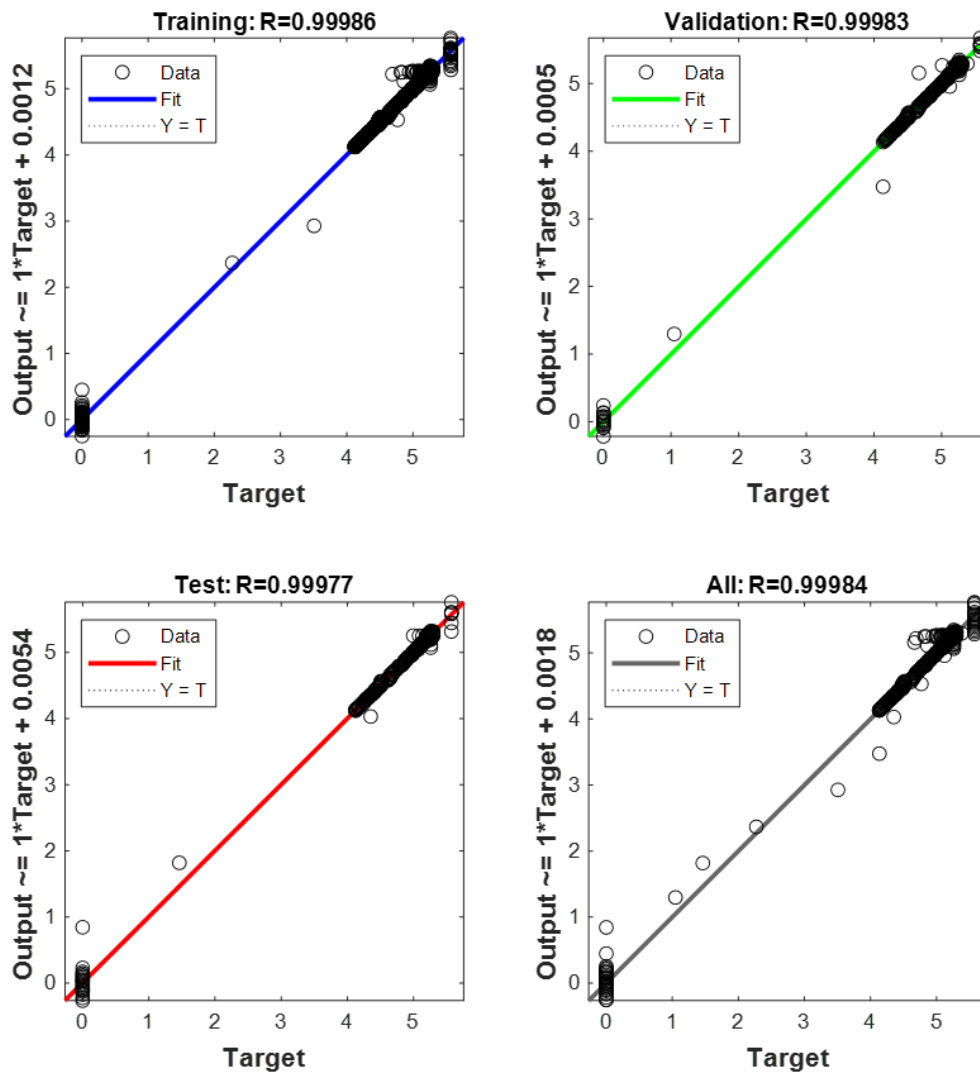 Training: R=0.99986
Output ~= 1*Target + 0.0012
5
4
3
2
1
0
Data
Fit
Y = T
0 1 2 3 4 5
Target
Validation: R=0.99983
Output ~= 1*Target + 0.0005
5
4
3
2
1
0
Data
Fit
Y = T
0 1 2 3 4 5
Target
Test: R=0.99977
Output ~= 1*Target + 0.0054
5
4
3
2
1
0
Data
Fit
Y = T
0 1 2 3 4 5
Target
All: R=0.99984
Output ~= 1*Target + 0.0018
5
4
3
2
1
0
Data
Fit
Y = T
0 1 2 3 4 5
Target